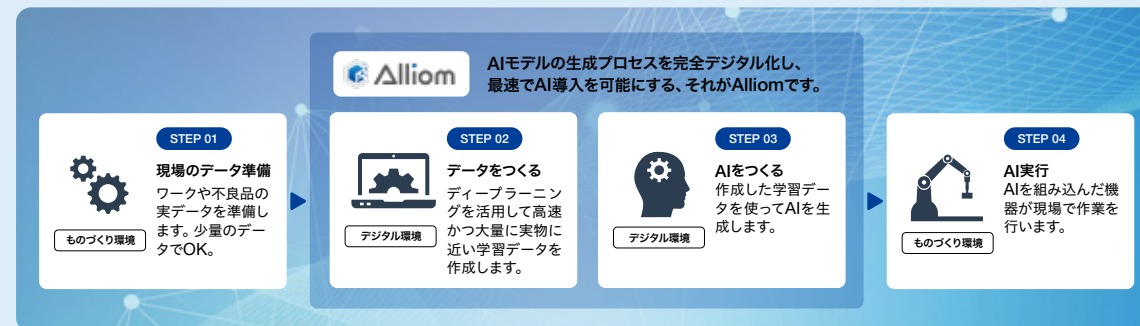 Alliom
AIモデルの生成プロセスを完全デジタル化し、
最速でAI導入を可能にする、それがAlliomです。
STEP 01
現場のデータ準備
ワークや不良品の
実データを準備し
ます。少量のデー
タでOK。
ものづくり環境
STEP 02
データをつくる
ディープラーニン
グを活用して高速
かつ大量に実物に
近い学習データを
作成します。
デジタル環境
STEP 03
AIをつくる
作成した学習デー
タを使ってAIを生
成します。
デジタル環境
STEP 04
AI実行
AIを組み込んだ機
器が現場で作業を
行います。
ものづくり環境